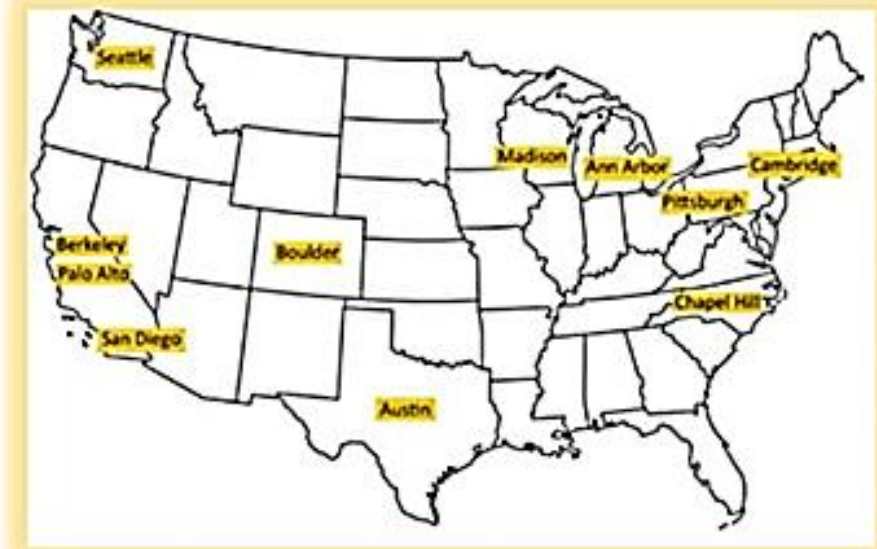 Seattle
Madison
Ann Arbor
Cambridge
Pittsburgh
Berkeley
Boulder
Palo Alto
Chapel Hill
San Diego
Austin